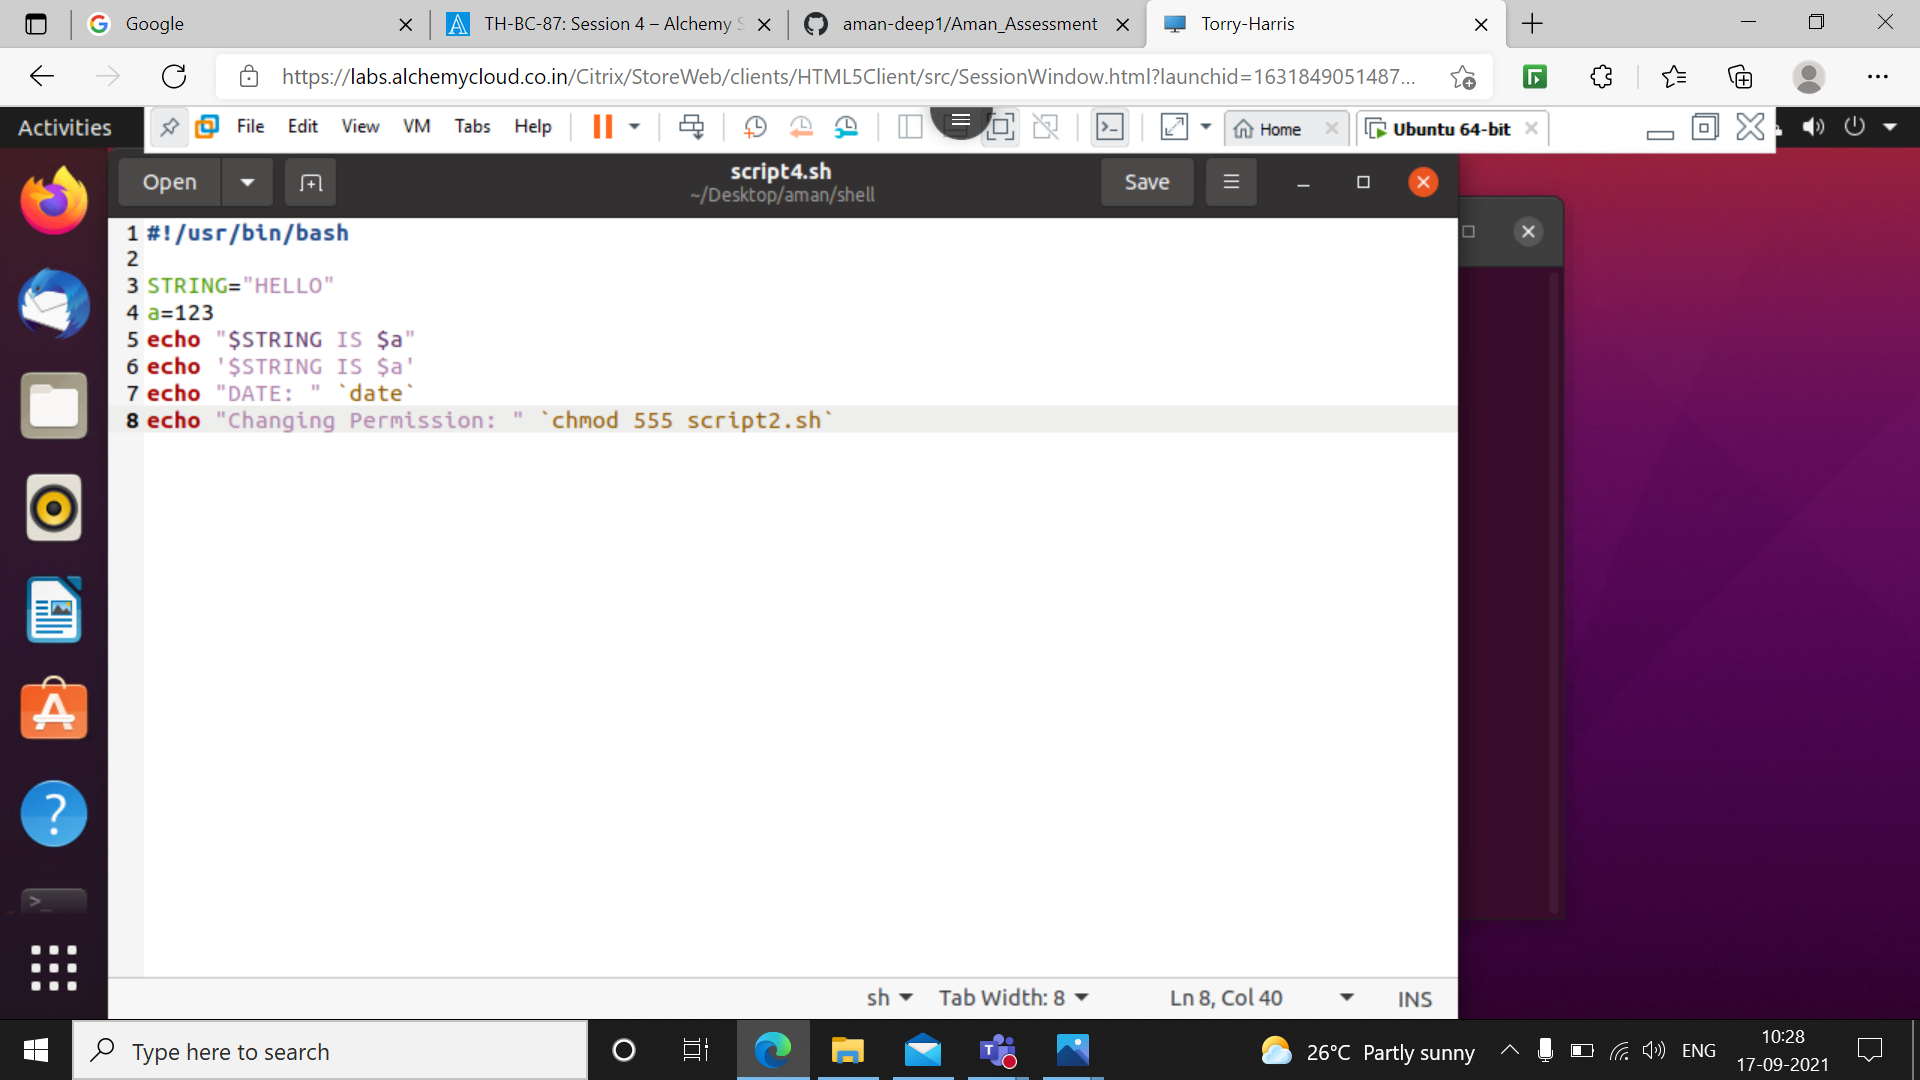 Google
TH-BC-87: Session 4 – Alchemy S
aman-deep1/Aman_Assessment
Torry-Harris
https://labs.alchemycloud.co.in/Citrix/StoreWeb/clients/HTML5Client/src/SessionWindow.html?launchid=1631849051487...
Activities
File Edit View VM Tabs Help
Home
Ubuntu 64-bit
Open
script4.sh
~/Desktop/aman/shell
Save
1 #!/usr/bin/bash
2
3 STRING="HELLO"
4 a=123
5 echo "$STRING IS $a"
6 echo '$STRING IS $a'
7 echo "DATE: " `date`
8 echo "Changing Permission: " `chmod 555 script2.sh`
sh Tab Width: 8 Ln 8, Col 40 INS
Type here to search
26°C Partly sunny
ENG
10:28
17-09-2021